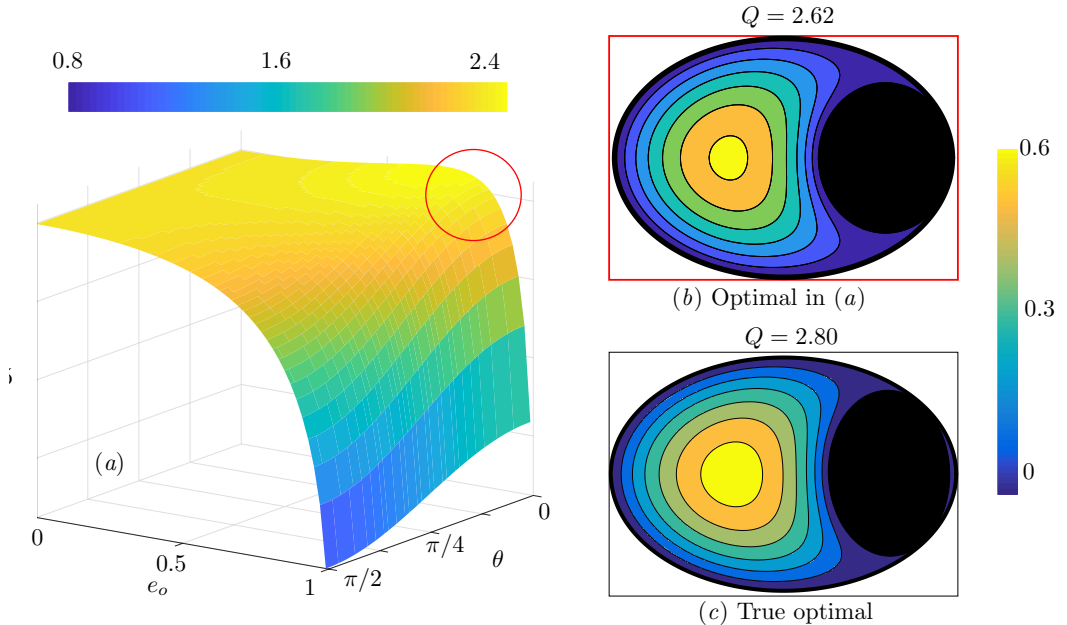 0.8 1.6 2.4
(a)
0
0.5
1
e_o
π/2
π/4
0
θ
Q = 2.62
(b) Optimal in (a)
Q = 2.80
(c) True optimal
0.6
0.3
0